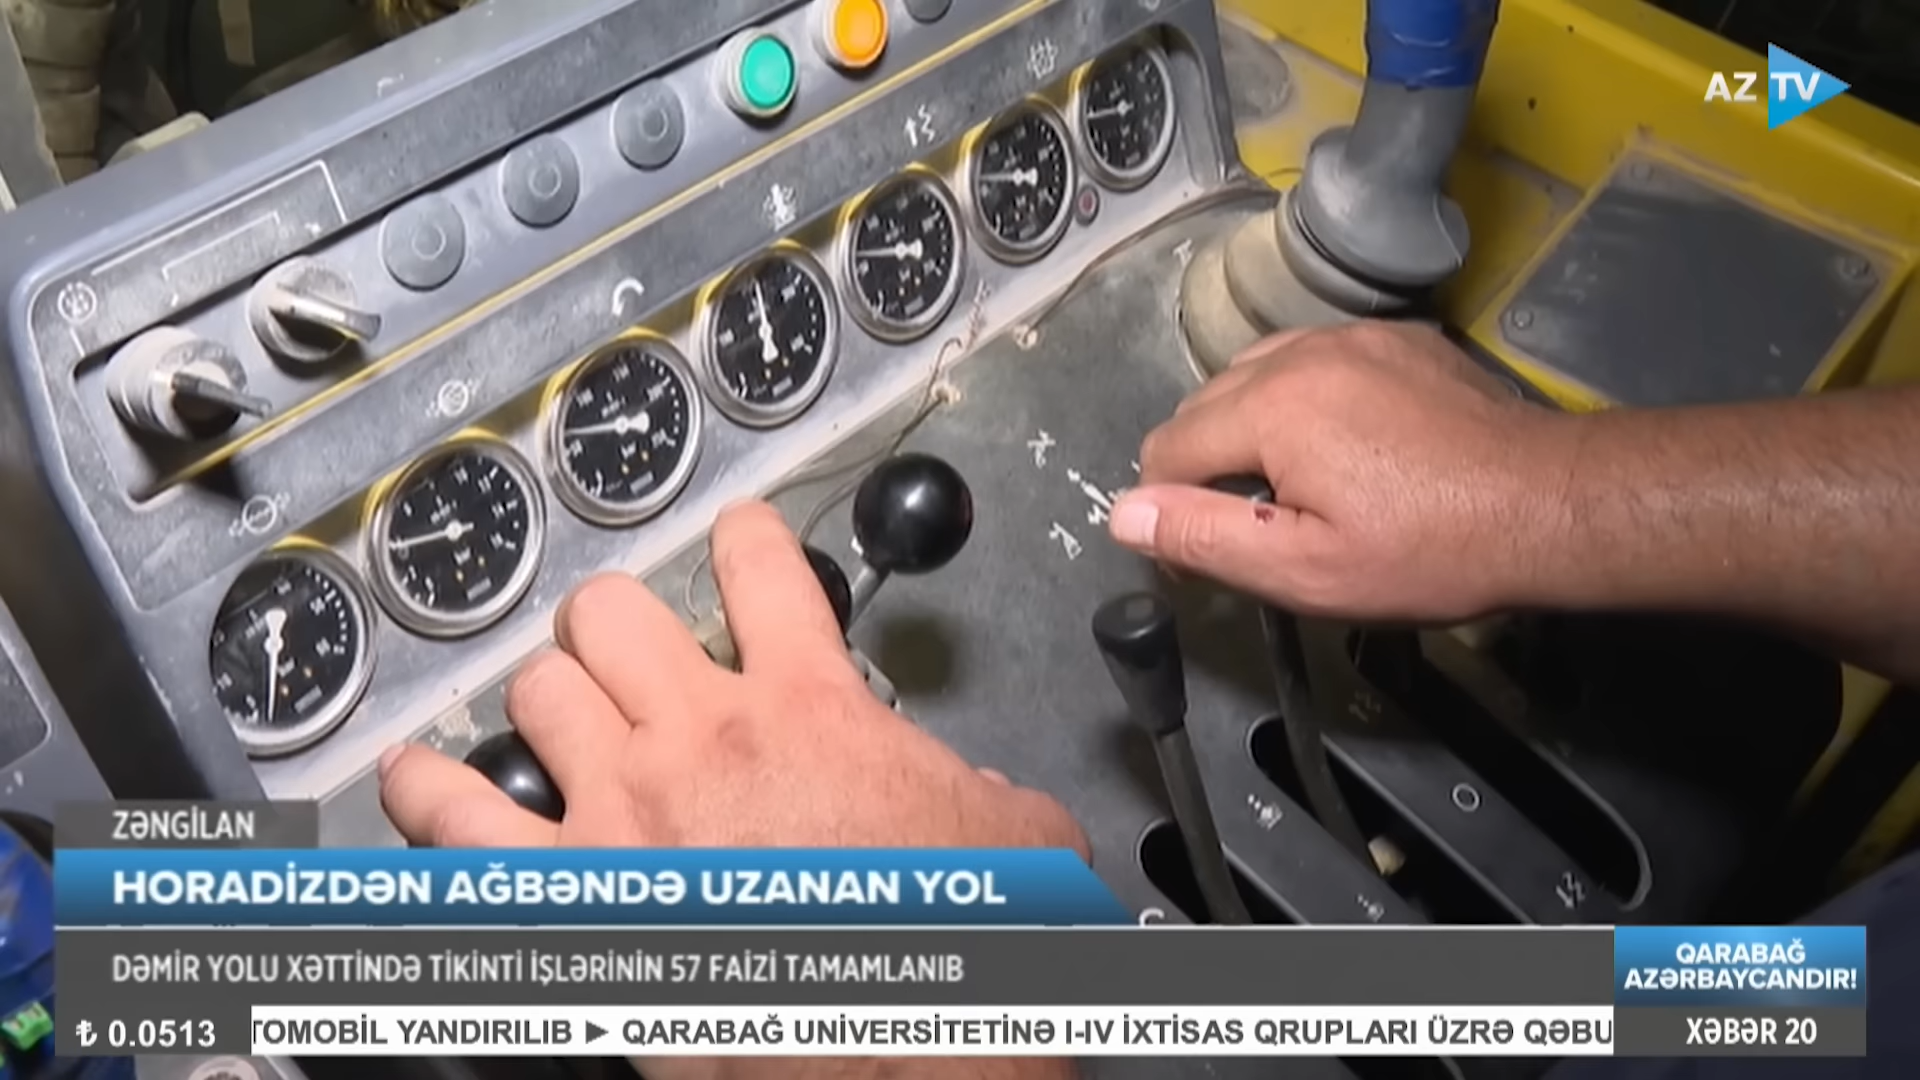 AZ TV
ZƏNGİLAN
HORADİZDƏN AĞBƏNDƏ UZANAN YOL
DƏMİR YOLU XƏTTİNDƏ TİKİNTİ İŞLƏRİNİN 57 FAİZİ TAMAMLANIB
QARABAĞ
AZƏRBAYCANDIR!
₺ 0.0513
TOMOBİL YANDIRILIB ► QARABAĞ UNİVERSİTETİNƏ I-IV İXTİSAS QRUPLARI ÜZRƏ QƏBU
XƏBƏR 20